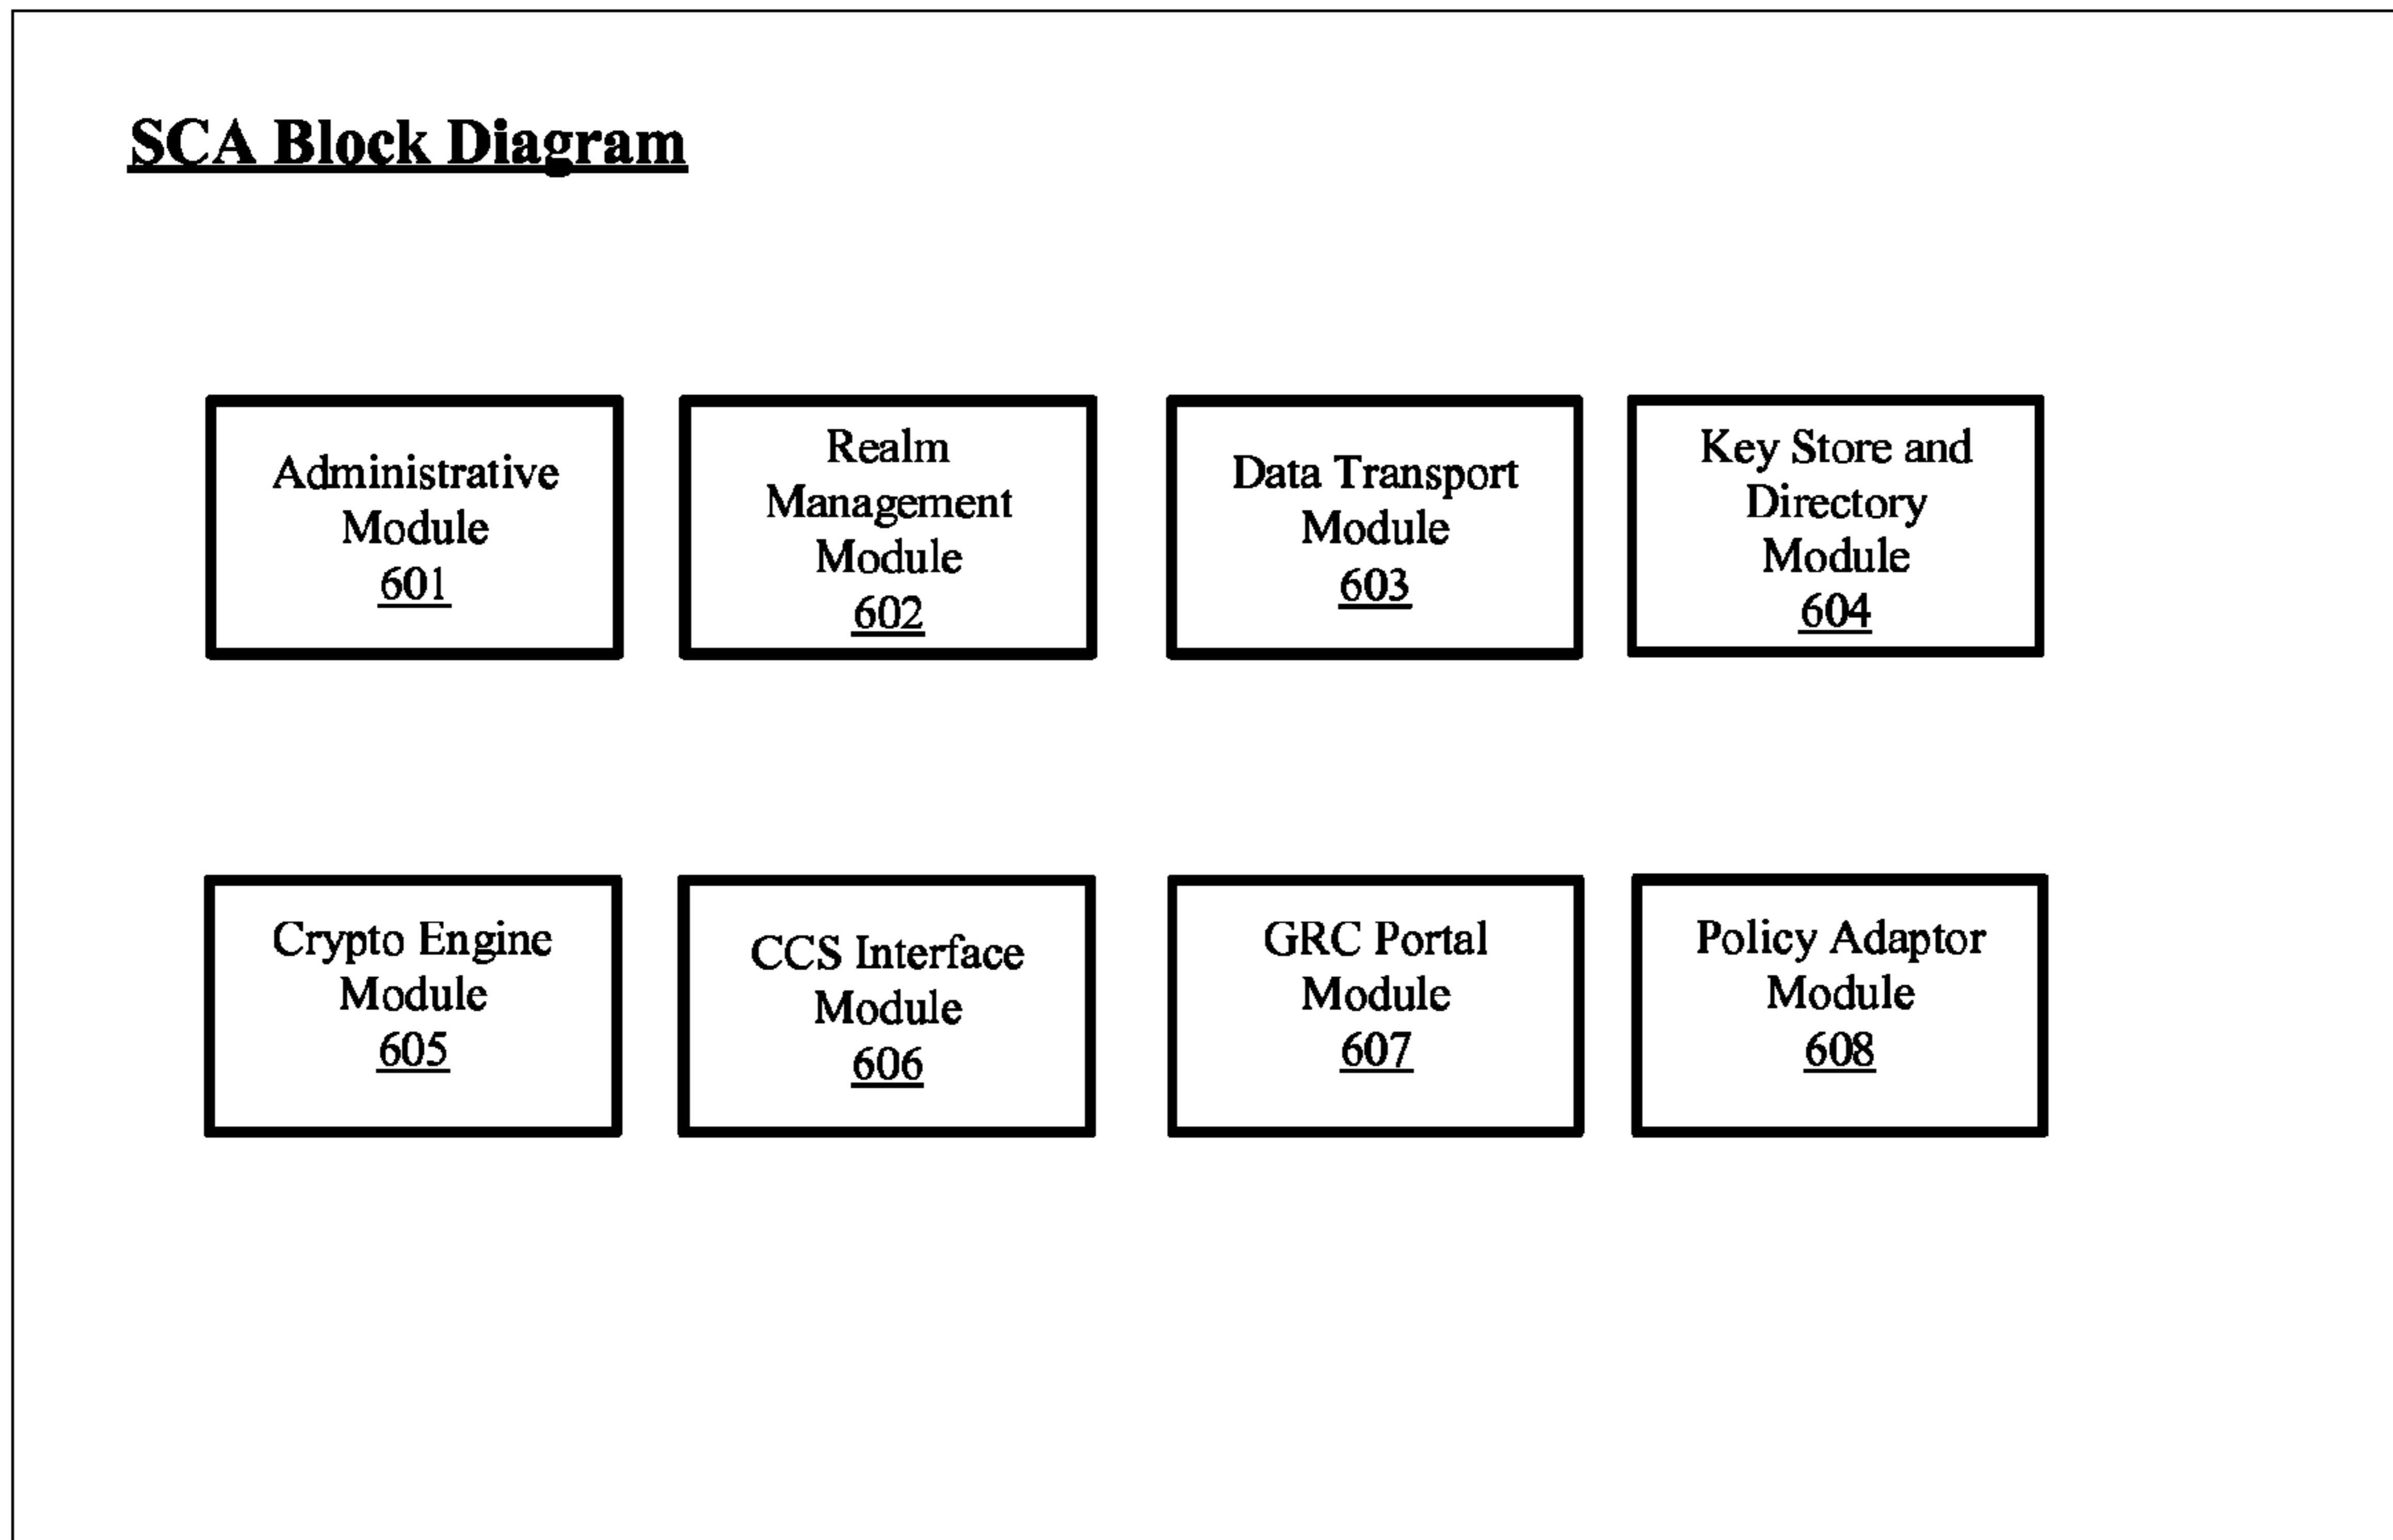 SCA Block Diagram
Administrative
Module
601
Realm
Management
Module
602
Data Transport
Module
603
Key Store and
Directory
Module
604
Crypto Engine
Module
605
CCS Interface
Module
606
GRC Portal
Module
607
Policy Adaptor
Module
608